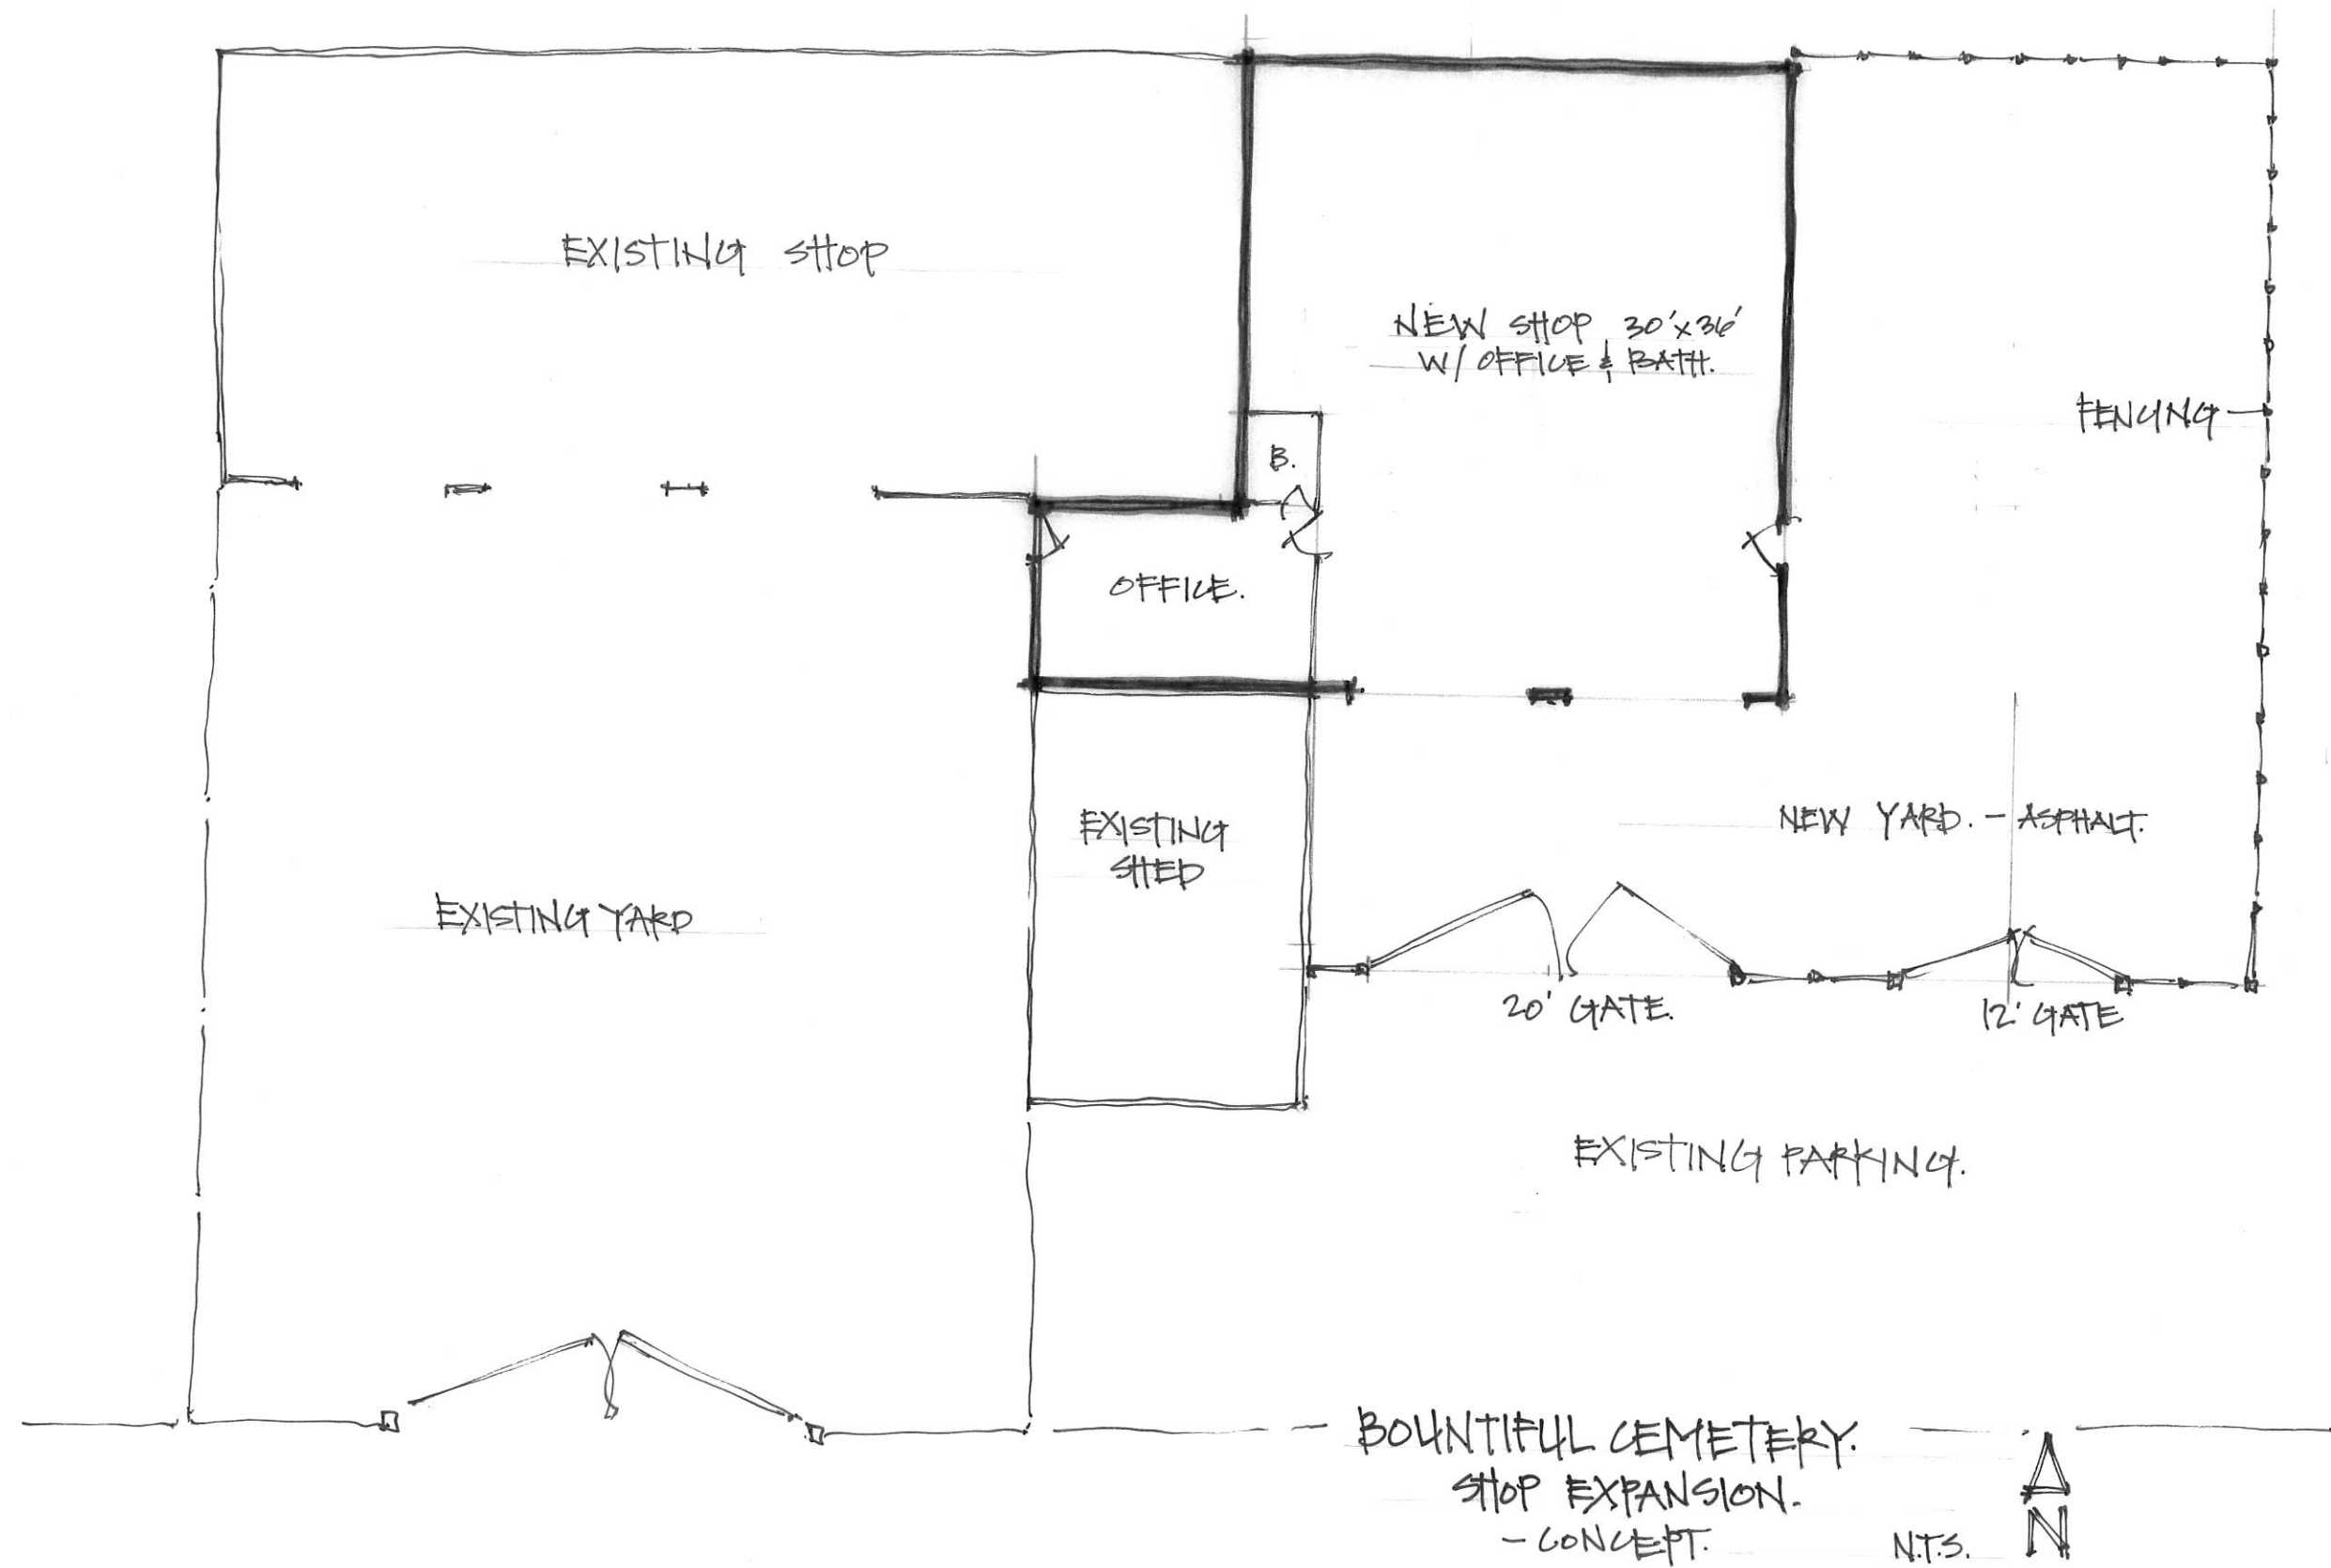 EXISTING SHOP
NEW SHOP 30'x36'
W/ OFFICE & BATH.
FENCING
B.
OFFICE.
NEW YARD. - ASPHALT.
EXISTING
SHED
EXISTING YARD
20' GATE.
12' GATE
EXISTING PARKING.
BOUNTIFUL CEMETERY.
SHOP EXPANSION.
- CONCEPT.
N.T.S.
N